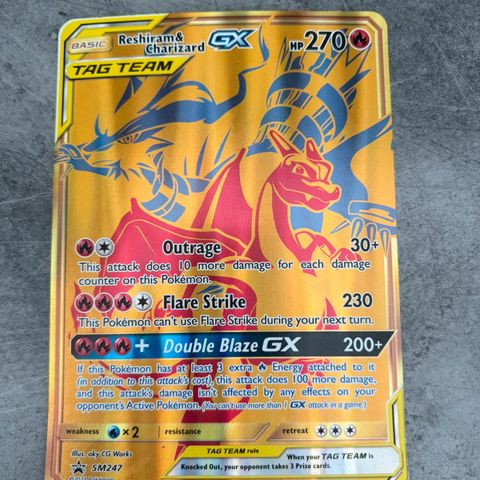 BASIC
Reshiram &
Charizard GX
HP 270
TAG TEAM
Outrage 30+
This attack does 10 more damage for each damage
counter on this Pokémon.
Flare Strike 230
This Pokémon can't use Flare Strike during your next turn.
+ Double Blaze GX 200+
If this Pokémon has at least 3 extra Energy attached to it
(in addition to this attack's cost), this attack does 100 more damage,
and this attack's damage isn't affected by any effects on your
opponent's Active Pokémon. (You can't use more than 1 GX attack in a game.)
weakness ×2 resistance retreat
Illus. aky CG Works
TAG TEAM rule
When your TAG TEAM is
Knocked Out, your opponent takes 3 Prize cards.
PROMO
SM247